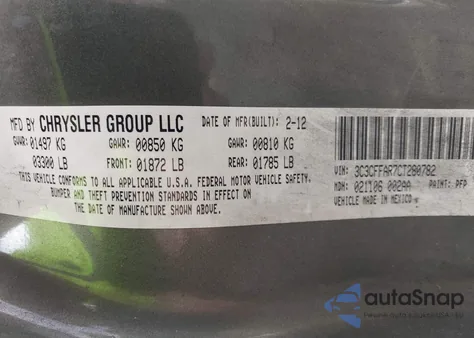 MFD BY CHRYSLER GROUP LLC
DATE OF MFR(BUILT): 2-12
GVWR: 01497 KG GAWR: 00850 KG GAWR: 00810 KG
03300 LB FRONT: 01872 LB REAR: 01785 LB
THIS VEHICLE CONFORMS TO ALL APPLICABLE U.S.A. FEDERAL MOTOR VEHICLE SAFETY,
BUMPER AND THEFT PREVENTION STANDARDS IN EFFECT ON
THE DATE OF MANUFACTURE SHOWN ABOVE.
VIN: 3C3CFFAR7CT280782
MDH: 021106 002AA PAINT: PFS
VEHICLE MADE IN MEXICO
autoSnap